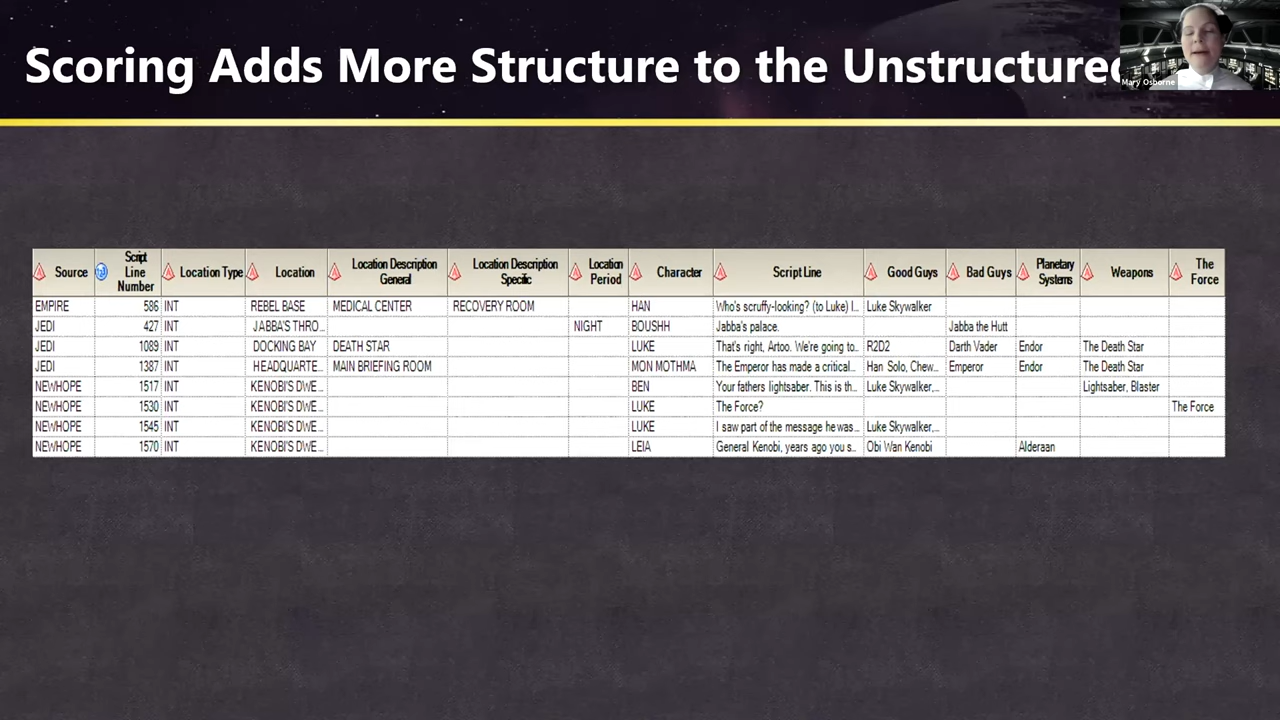 Scoring Adds More Structure to the Unstructured
Mary Osborne
Source Script Line Number Location Type Location Location Description General Location Description Specific Location Period Character Script Line Good Guys Bad Guys Planetary Systems Weapons The Force
EMPIRE 586 INT REBEL BASE MEDICAL CENTER RECOVERY ROOM HAN Who's scruffy-looking? (to Luke) I... Luke Skywalker
JEDI 427 INT JABBA'S THRO... NIGHT BOUSHH Jabba's palace. Jabba the Hutt
JEDI 1089 INT DOCKING BAY DEATH STAR LUKE That's right, Artoo. We're going to... R2D2 Darth Vader Endor The Death Star
JEDI 1387 INT HEADQUARTE... MAIN BRIEFING ROOM MON MOTHMA The Emperor has made a critical... Han Solo, Chew... Emperor Endor The Death Star
NEWHOPE 1517 INT KENOBI'S DWE... BEN Your fathers lightsaber. This is th... Luke Skywalker,... Lightsaber, Blaster
NEWHOPE 1530 INT KENOBI'S DWE... LUKE The Force? The Force
NEWHOPE 1545 INT KENOBI'S DWE... LUKE I saw part of the message he was... Luke Skywalker,...
NEWHOPE 1570 INT KENOBI'S DWE... LEIA General Kenobi, years ago you s... Obi Wan Kenobi Alderaan